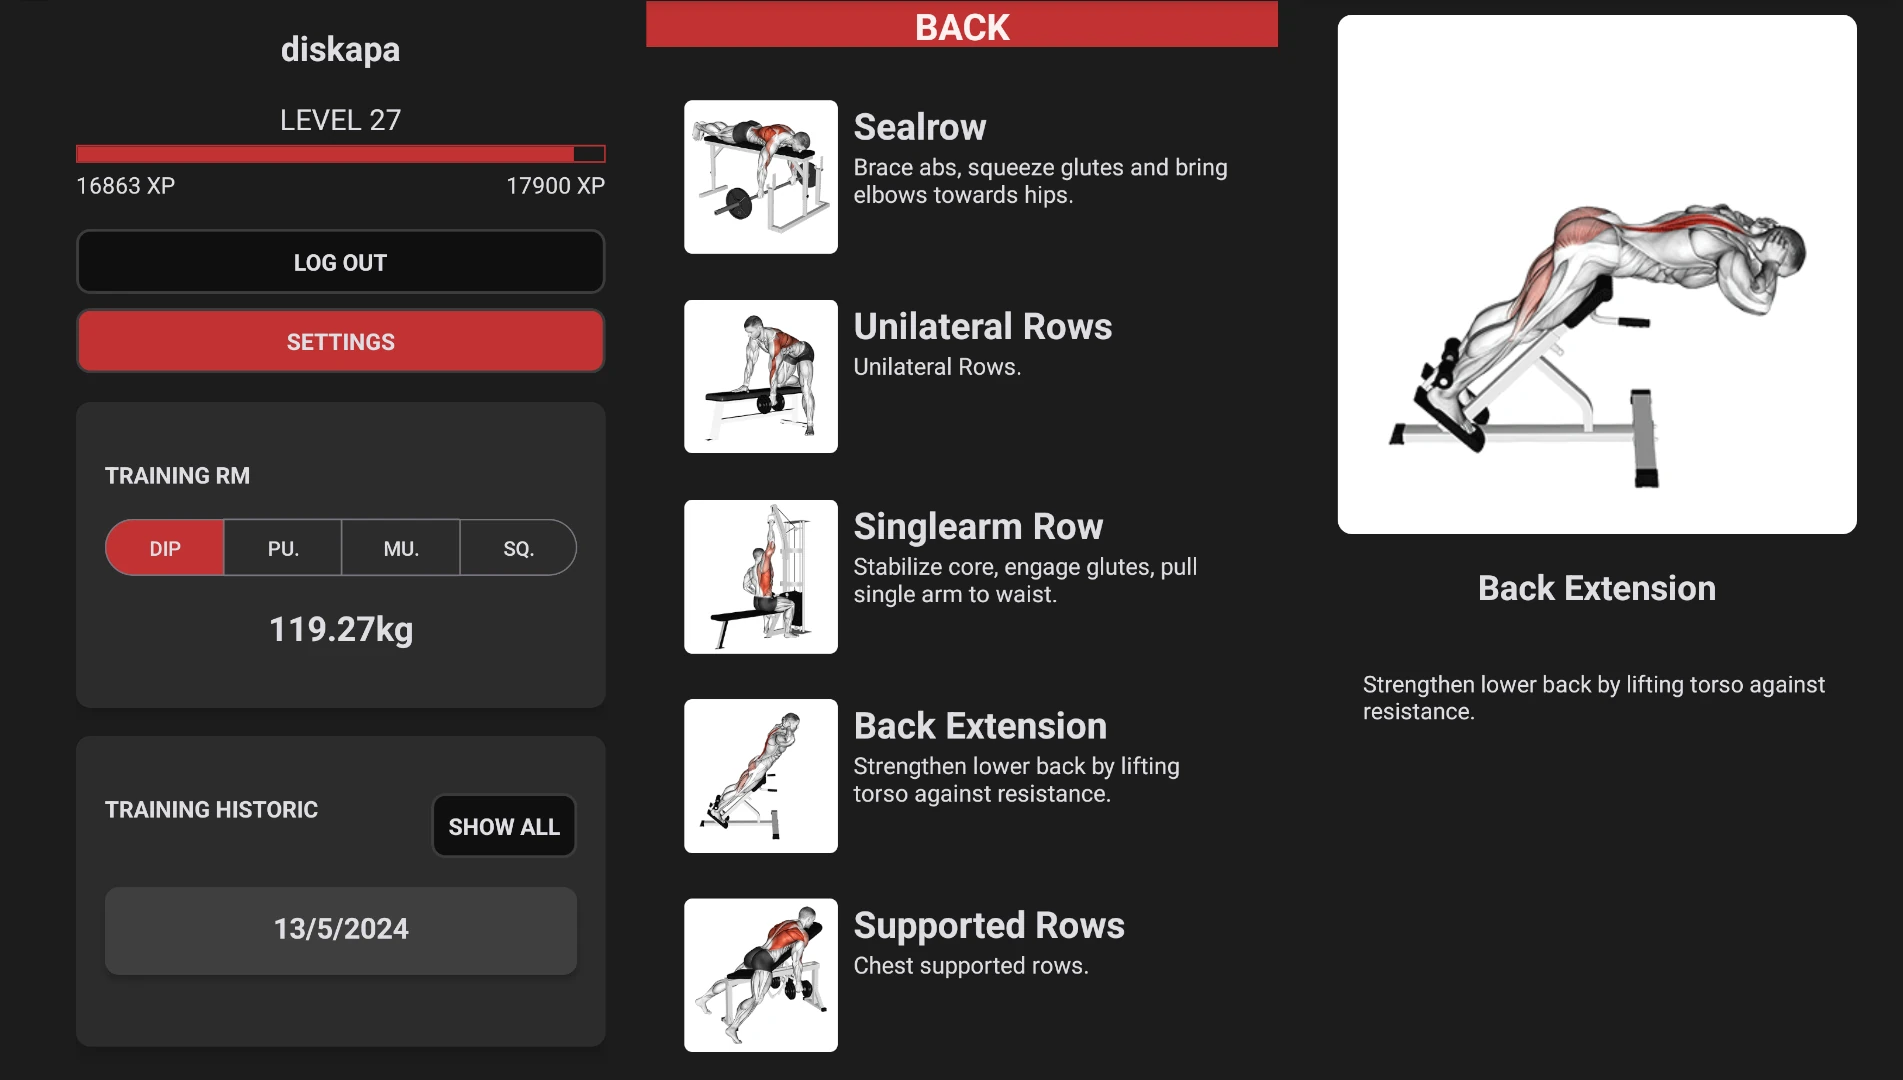 diskapa
LEVEL 27
16863 XP
17900 XP
LOG OUT
SETTINGS
TRAINING RM
DIP
PU.
MU.
SQ.
119.27kg
TRAINING HISTORIC
SHOW ALL
13/5/2024
BACK
Sealrow
Brace abs, squeeze glutes and bring
elbows towards hips.
Unilateral Rows
Unilateral Rows.
Singlearm Row
Stabilize core, engage glutes, pull
single arm to waist.
Back Extension
Strengthen lower back by lifting
torso against resistance.
Supported Rows
Chest supported rows.
Back Extension
Strengthen lower back by lifting torso against
resistance.